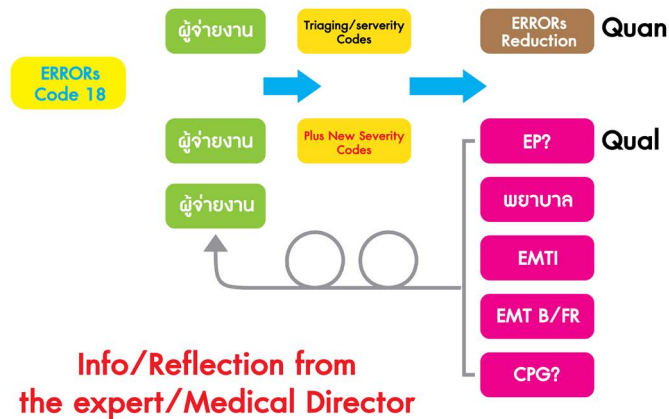 ผู้จ่ายงาน
Triaging/serverity
Codes
ERRORs
Reduction
Quan
ERRORs
Code 18
ผู้จ่ายงาน
Plus New Severity
Codes
EP?
Qual
ผู้จ่ายงาน
พยาบาล
EMTI
EMT B/FR
CPG?
Info/Reflection from
the expert/Medical Director